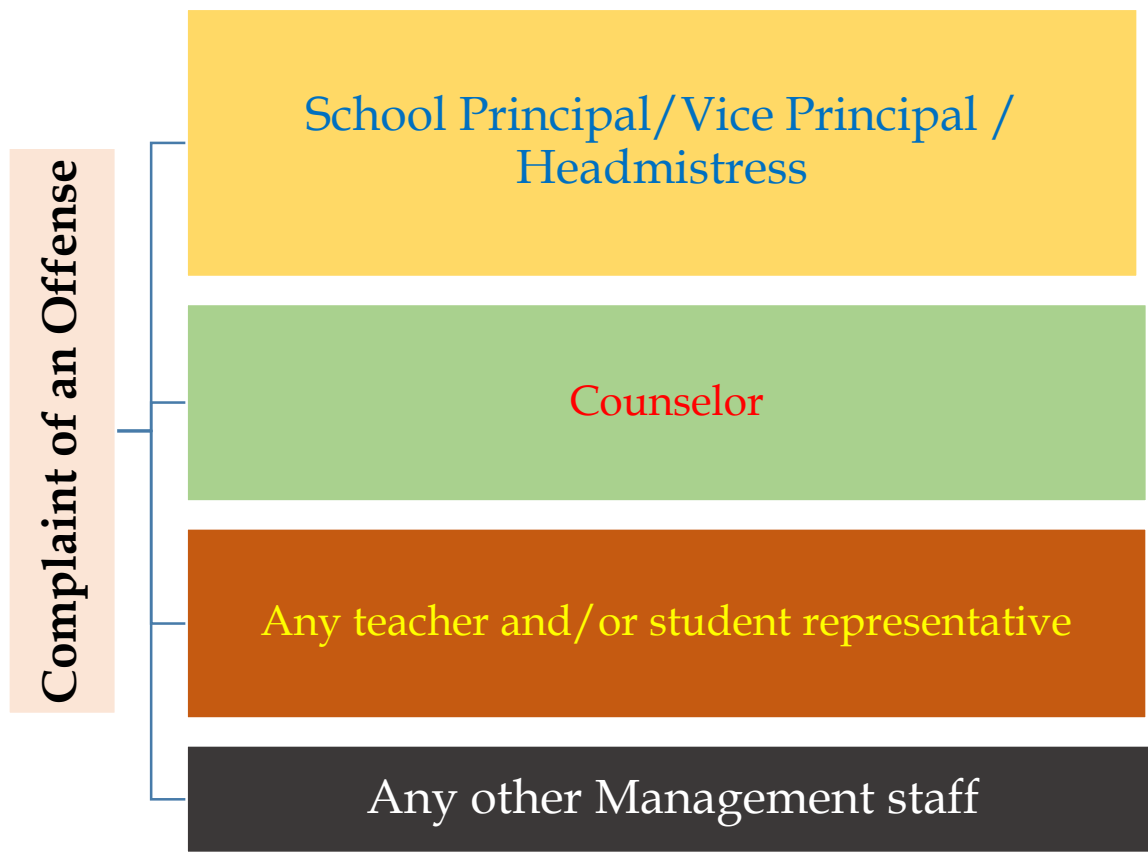 Complaint of an Offense
School Principal/Vice Principal /
Headmistress
Counselor
Any teacher and/or student representative
Any other Management staff